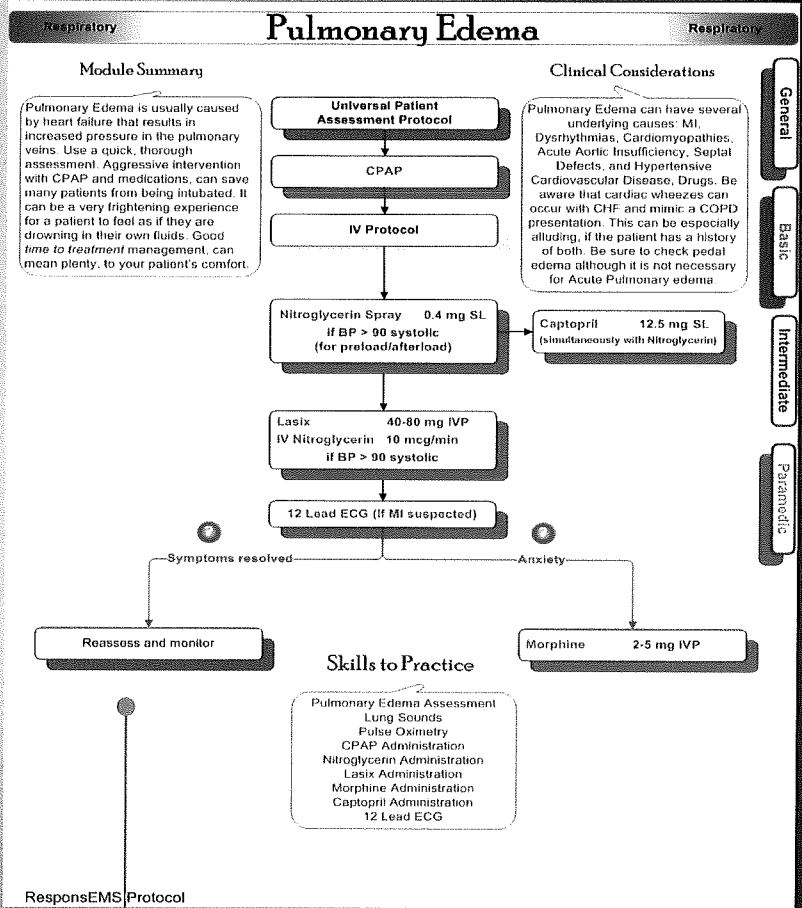 Respiratory
Pulmonary Edema
Respiratory
Module Summary
Pulmonary Edema is usually caused
by heart failure that results in
increased pressure in the pulmonary
veins. Use a quick, thorough
assessment. Aggressive intervention
with CPAP and medications, can save
many patients from being intubated. It
can be a very frightening experience
for a patient to feel as if they are
drowning in their own fluids. Good
time to treatment management, can
mean plenty, to your patient's comfort.
Universal Patient
Assessment Protocol
CPAP
IV Protocol
Clinical Considerations
Pulmonary Edema can have several
underlying causes: MI,
Dysrhythmias, Cardiomyopathies,
Acute Aortic Insufficiency, Septal
Defects, and Hypertensive
Cardiovascular Disease, Drugs. Be
aware that cardiac wheezes can
occur with CHF and mimic a COPD
presentation. This can be especially
alluding, if the patient has a history
of both. Be sure to check pedal
edema although it is not necessary
for Acute Pulmonary edema.
General
Basic
Intermediate
Paramedic
Nitroglycerin Spray 0.4 mg SL
if BP > 90 systolic
(for preload/afterload)
Captopril 12.5 mg SL
(simultaneously with Nitroglycerin)
Lasix 40-80 mg IVP
IV Nitroglycerin 10 mcg/min
if BP > 90 systolic
12 Lead ECG (If MI suspected)
Symptoms resolved
Anxiety
Reassess and monitor
Morphine 2-5 mg IVP
Skills to Practice
Pulmonary Edema Assessment
Lung Sounds
Pulse Oximetry
CPAP Administration
Nitroglycerin Administration
Lasix Administration
Morphine Administration
Captopril Administration
12 Lead ECG
ResponsEMS Protocol